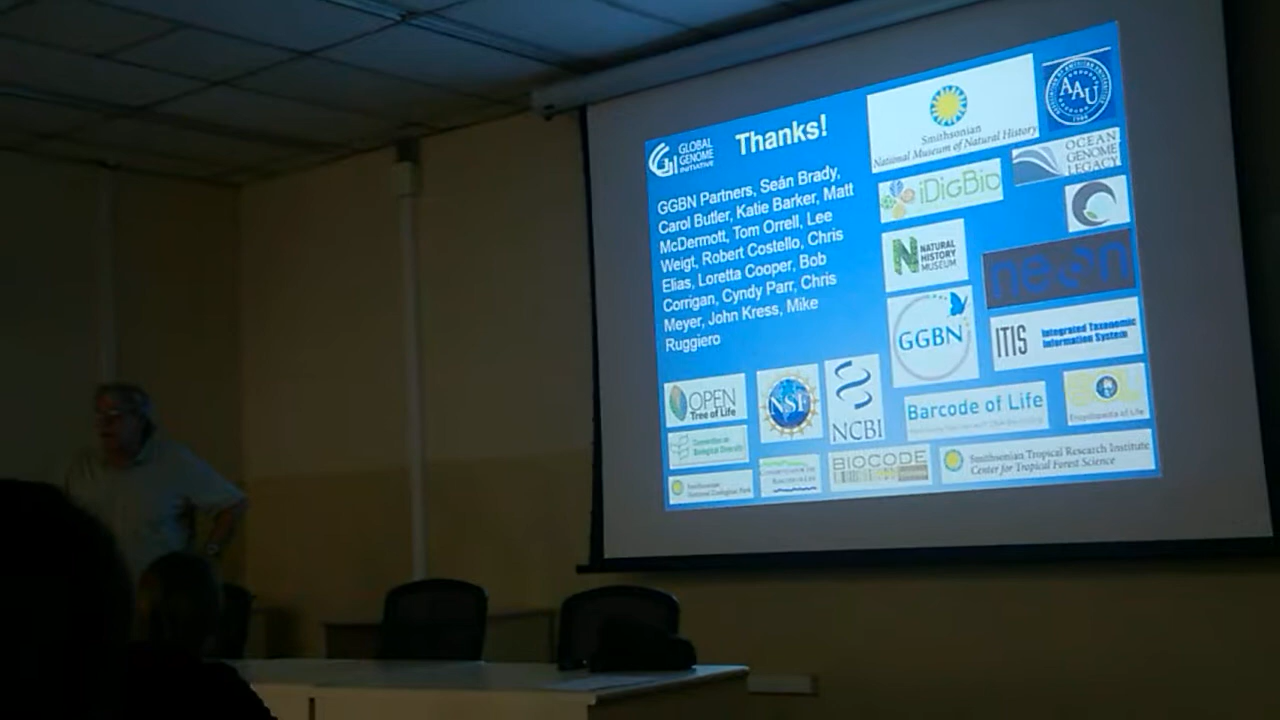 GLOBAL
GENOME
INITIATIVE
Thanks!
GGBN Partners, Seán Brady,
Carol Butler, Katie Barker, Matt
McDermott, Tom Orrell, Lee
Weigt, Robert Costello, Chris
Elias, Loretta Cooper, Bob
Corrigan, Cyndy Parr, Chris
Meyer, John Kress, Mike
Ruggiero
Smithsonian
National Museum of Natural History
AAU
OCEAN
GENOME
LEGACY
iDigBio
N NATURAL
HISTORY
MUSEUM
neon
GGBN
ITIS
Integrated Taxonomic
Information System
OPEN
Tree of Life
NSF
NCBI
Barcode of Life
Encyclopedia of Life
BIOCODE
Smithsonian Tropical Research Institute
Center for Tropical Forest Science
Smithsonian
National Zoological Park